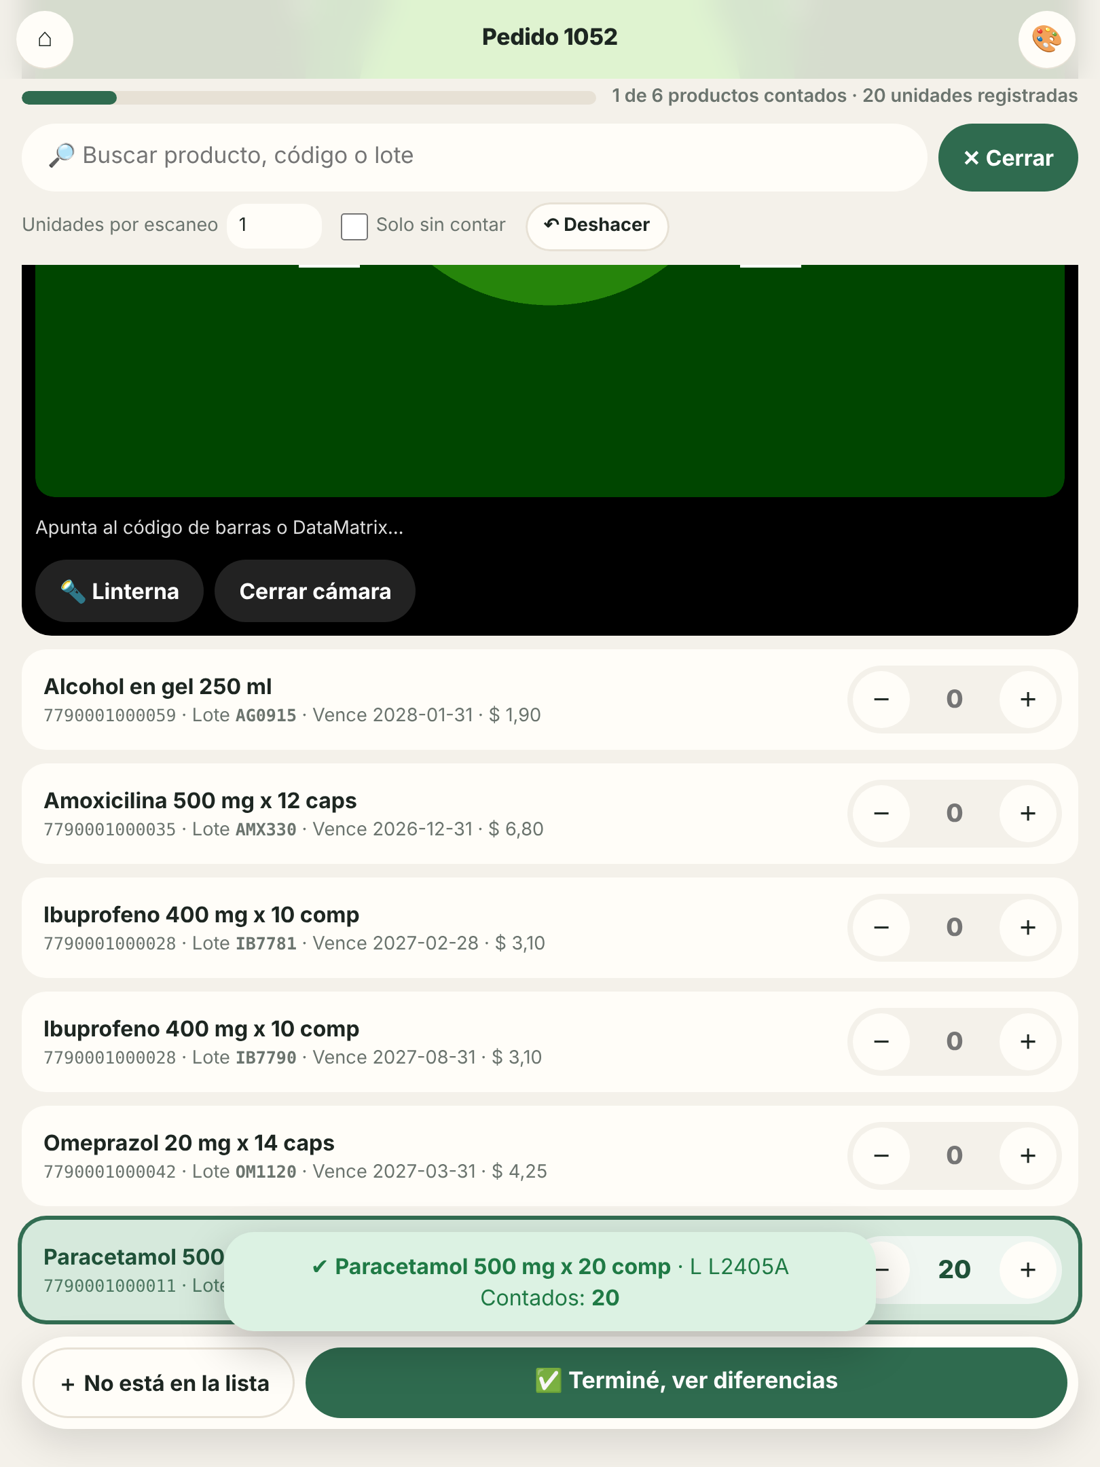 ⌂
Pedido 1052
🎨
1 de 6 productos contados · 20 unidades registradas
🔎 Buscar producto, código o lote
✕ Cerrar
Unidades por escaneo 1 Solo sin contar ↶ Deshacer
Apunta al código de barras o DataMatrix...
🔦 Linterna Cerrar cámara
Alcohol en gel 250 ml
7790001000059 · Lote AG0915 · Vence 2028-01-31 · $ 1,90
− 0 +
Amoxicilina 500 mg x 12 caps
7790001000035 · Lote AMX330 · Vence 2026-12-31 · $ 6,80
− 0 +
Ibuprofeno 400 mg x 10 comp
7790001000028 · Lote IB7781 · Vence 2027-02-28 · $ 3,10
− 0 +
Ibuprofeno 400 mg x 10 comp
7790001000028 · Lote IB7790 · Vence 2027-08-31 · $ 3,10
− 0 +
Omeprazol 20 mg x 14 caps
7790001000042 · Lote OM1120 · Vence 2027-03-31 · $ 4,25
− 0 +
Paracetamol 500
7790001000011 · Lote
− 20 +
✔ Paracetamol 500 mg x 20 comp · L L2405A
Contados: 20
+ No está en la lista
✅ Terminé, ver diferencias